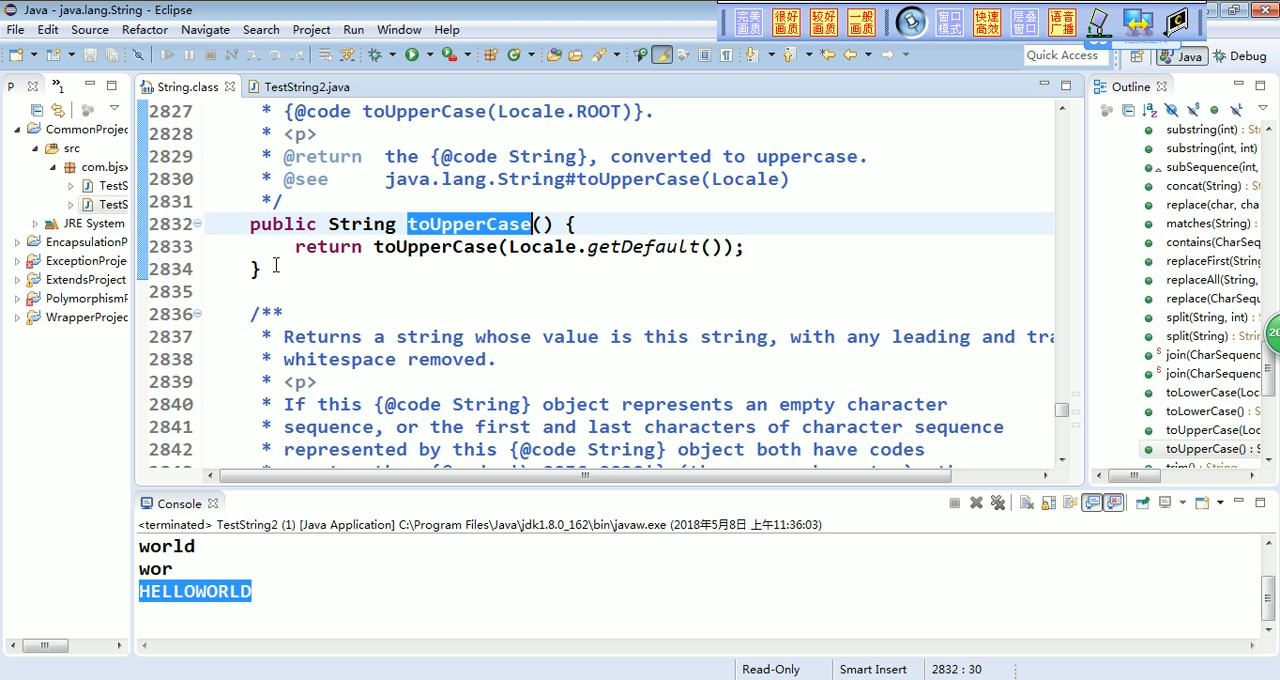 Java - java.lang.String - Eclipse
完美画质 很好画质 较好画质 一般画质 窗口模式 快速高效 层叠窗口 语音广播
File Edit Source Refactor Navigate Search Project Run Window Help
Quick Access Java Debug
P »1 String.class TestString2.java Outline
2827 * {@code toUpperCase(Locale.ROOT)}.
2828 * <p>
2829 * @return the {@code String}, converted to uppercase.
2830 * @see java.lang.String#toUpperCase(Locale)
2831 */
2832 public String toUpperCase() {
2833 return toUpperCase(Locale.getDefault());
2834 }
2835
2836 /**
2837 * Returns a string whose value is this string, with any leading and tra
2838 * whitespace removed.
2839 * <p>
2840 * If this {@code String} object represents an empty character
2841 * sequence, or the first and last characters of character sequence
2842 * represented by this {@code String} object both have codes
CommonProjec
src
com.bjsx
TestS
TestS
JRE System
EncapsulationP
ExceptionProje
ExtendsProject
PolymorphismP
WrapperProjec
substring(int) : St
substring(int, int)
subSequence(int,
concat(String) : S
replace(char, cha
matches(String) :
contains(CharSeq
replaceFirst(String
replaceAll(String,
replace(CharSequ
split(String, int) :
split(String) : Strin
join(CharSequenc
join(CharSequenc
toLowerCase(Loc
toLowerCase() : S
toUpperCase(Loc
toUpperCase() : S
trim() : String
20
Console
<terminated> TestString2 (1) [Java Application] C:\Program Files\Java\jdk1.8.0_162\bin\javaw.exe (2018年5月8日 上午11:36:03)
world
wor
HELLOWORLD
Read-Only Smart Insert 2832 : 30